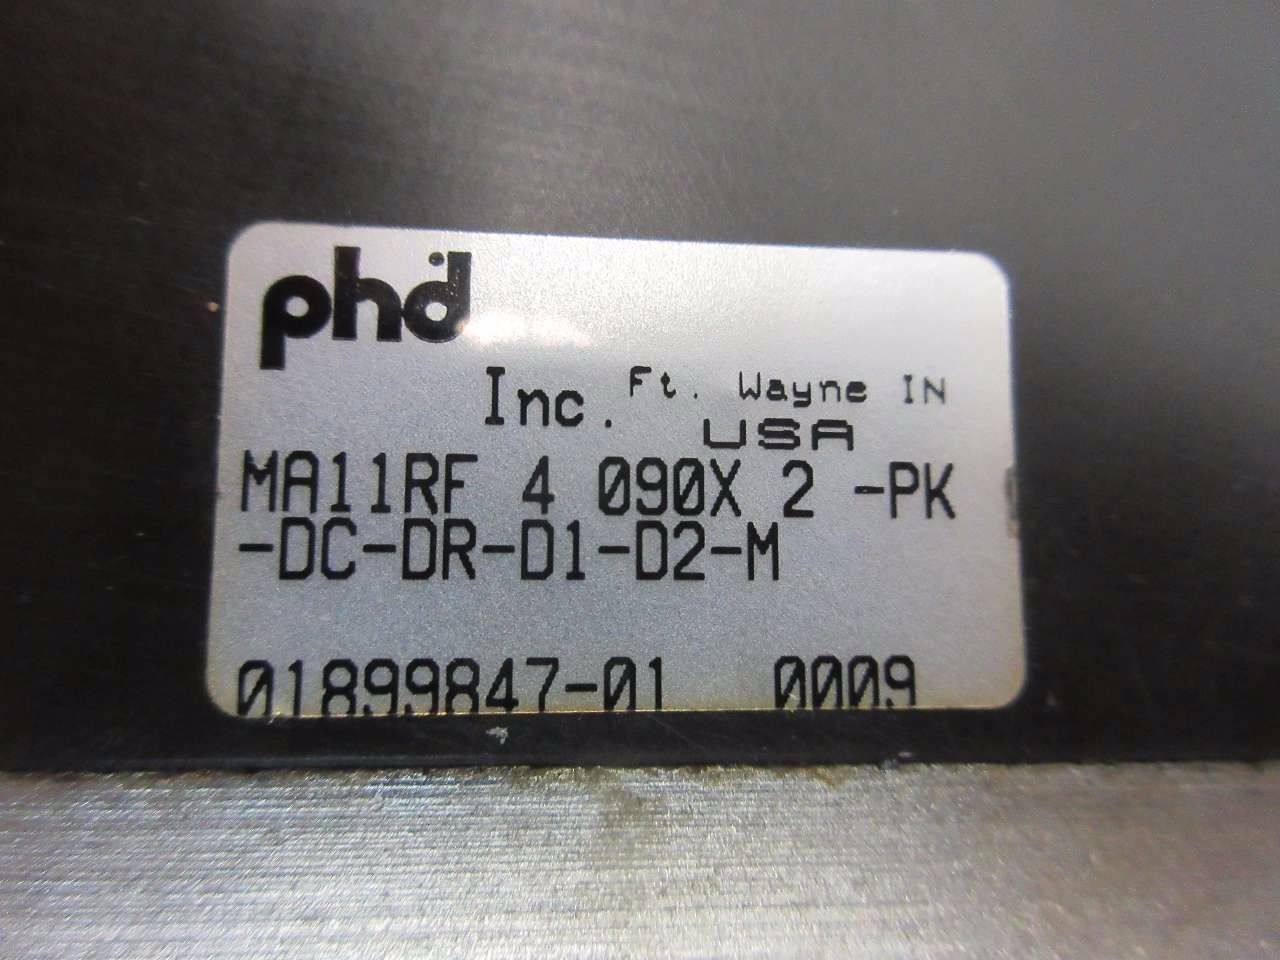 phd
Inc. Ft. Wayne IN
USA
MA11RF 4 090X 2 -PK
-DC-DR-D1-D2-M
01899847-01 0009